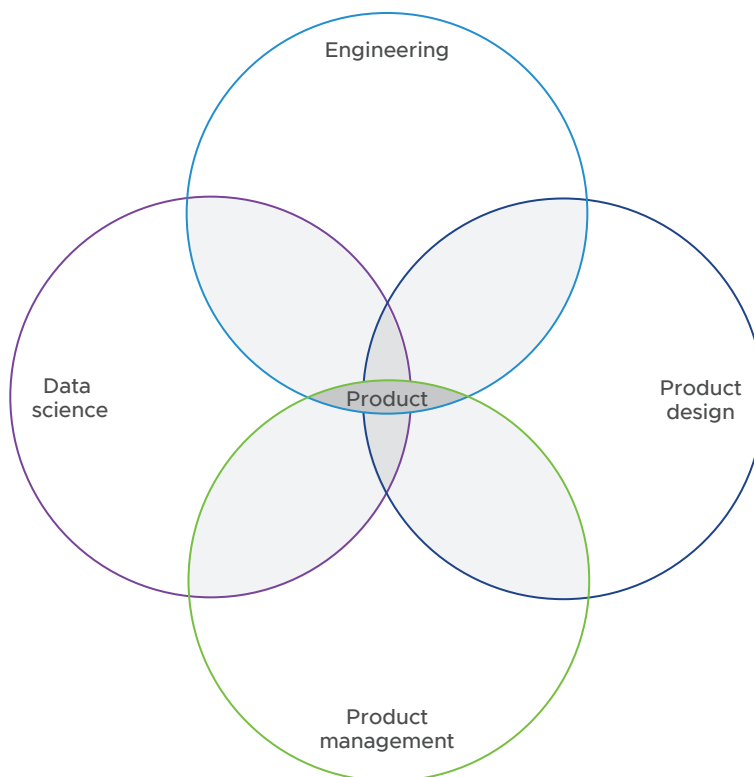 Engineering
Data
science
Product
Product
design
Product
management